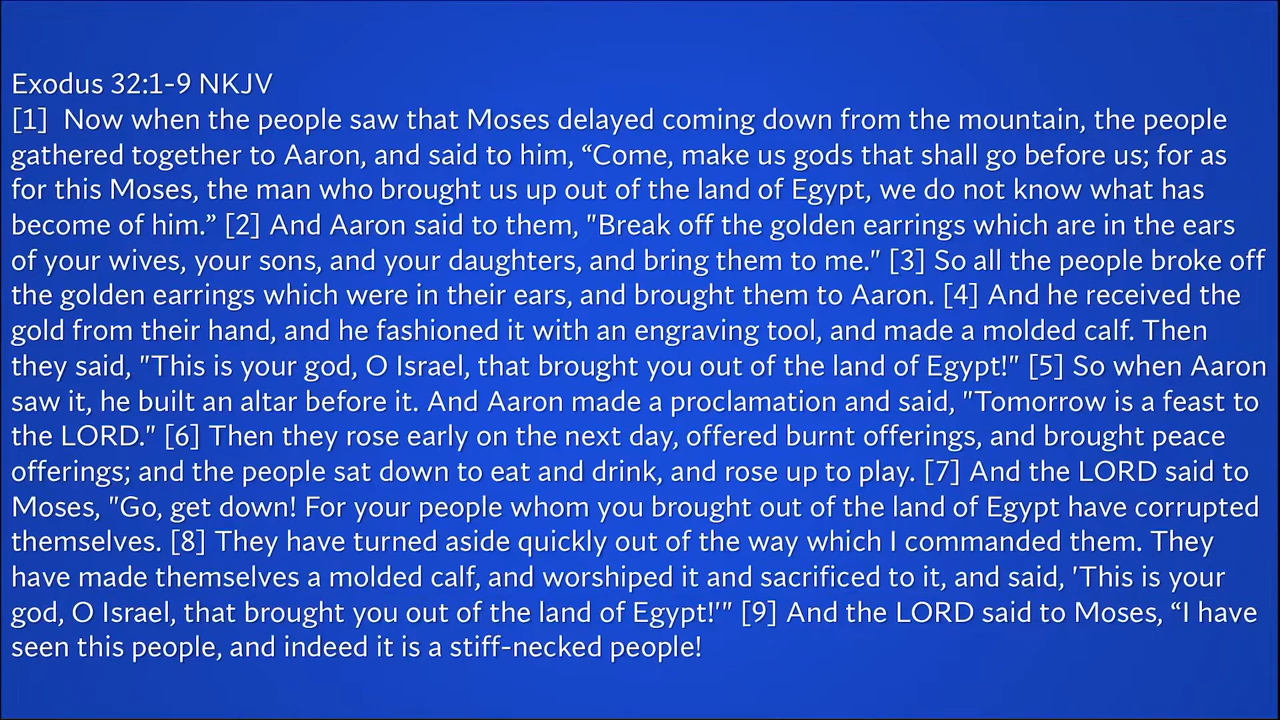 Exodus 32:1-9 NKJV
[1]  Now when the people saw that Moses delayed coming down from the mountain, the people
gathered together to Aaron, and said to him, “Come, make us gods that shall go before us; for as
for this Moses, the man who brought us up out of the land of Egypt, we do not know what has
become of him.” [2] And Aaron said to them, "Break off the golden earrings which are in the ears
of your wives, your sons, and your daughters, and bring them to me." [3] So all the people broke off
the golden earrings which were in their ears, and brought them to Aaron. [4] And he received the
gold from their hand, and he fashioned it with an engraving tool, and made a molded calf. Then
they said, "This is your god, O Israel, that brought you out of the land of Egypt!" [5] So when Aaron
saw it, he built an altar before it. And Aaron made a proclamation and said, "Tomorrow is a feast to
the LORD." [6] Then they rose early on the next day, offered burnt offerings, and brought peace
offerings; and the people sat down to eat and drink, and rose up to play. [7] And the LORD said to
Moses, "Go, get down! For your people whom you brought out of the land of Egypt have corrupted
themselves. [8] They have turned aside quickly out of the way which I commanded them. They
have made themselves a molded calf, and worshiped it and sacrificed to it, and said, 'This is your
god, O Israel, that brought you out of the land of Egypt!'" [9] And the LORD said to Moses, “I have
seen this people, and indeed it is a stiff-necked people!